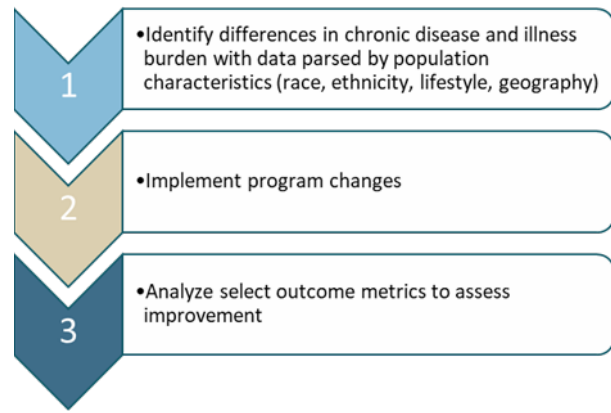 1
•Identify differences in chronic disease and illness
burden with data parsed by population
characteristics (race, ethnicity, lifestyle, geography)
2
•Implement program changes
3
•Analyze select outcome metrics to assess
improvement